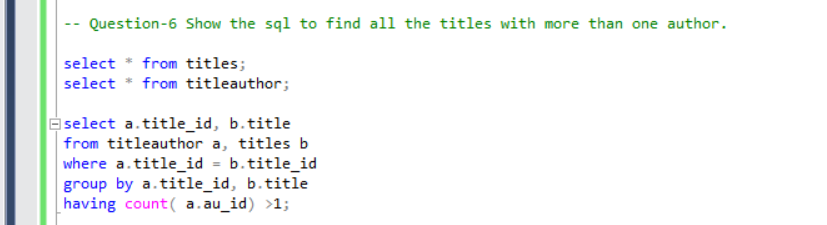 -- Question-6 Show the sql to find all the titles with more than one author.
select * from titles;
select * from titleauthor;
select a.title_id, b.title
from titleauthor a, titles b
where a.title_id = b.title_id
group by a.title_id, b.title
having count( a.au_id) >1;